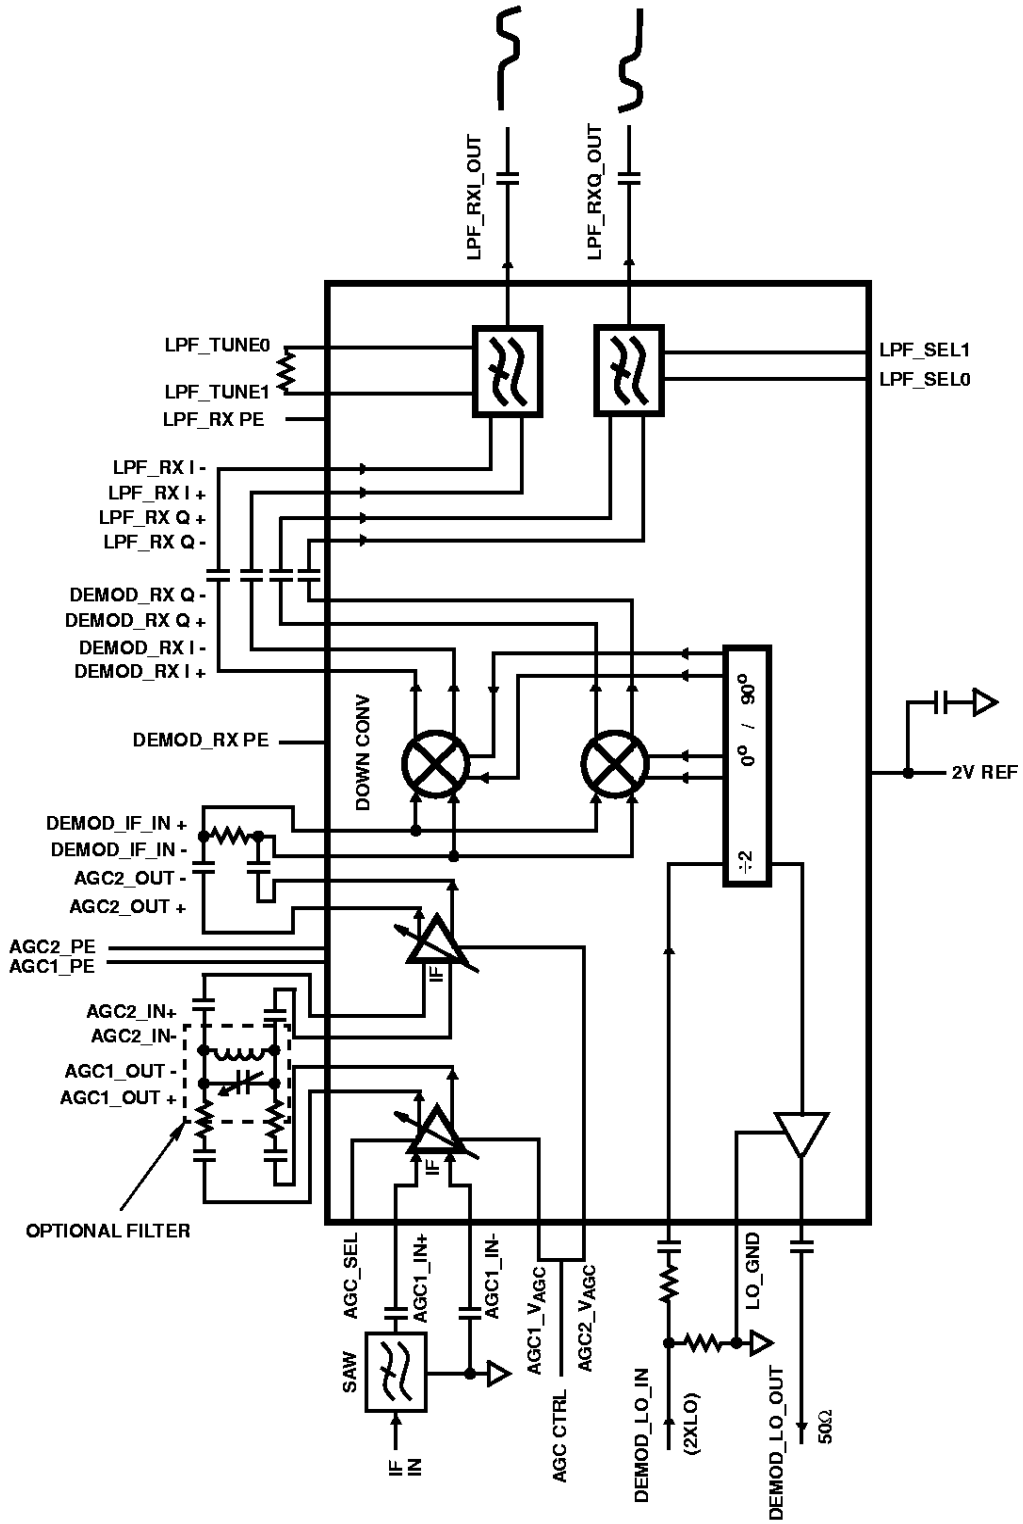 LPF_RXI_OUT
LPF_RXQ_OUT
LPF_TUNE0
LPF_TUNE1
LPF_RX PE
LPF_SEL1
LPF_SEL0
LPF_RX I -
LPF_RX I +
LPF_RX Q +
LPF_RX Q -
DEMOD_RX Q -
DEMOD_RX Q +
DEMOD_RX I -
DEMOD_RX I +
DEMOD_RX PE
DOWN CONV
0° / 90°
÷2
2V REF
DEMOD_IF_IN +
DEMOD_IF_IN -
AGC2_OUT -
AGC2_OUT +
AGC2_PE
AGC1_PE
IF
AGC2_IN+
AGC2_IN-
AGC1_OUT -
AGC1_OUT +
IF
OPTIONAL FILTER
AGC_SEL
AGC1_IN+
AGC1_IN-
AGC1_VAGC
AGC2_VAGC
LO_GND
SAW
IF
IN
AGC CTRL
DEMOD_LO_IN
(2XLO)
DEMOD_LO_OUT
50Ω